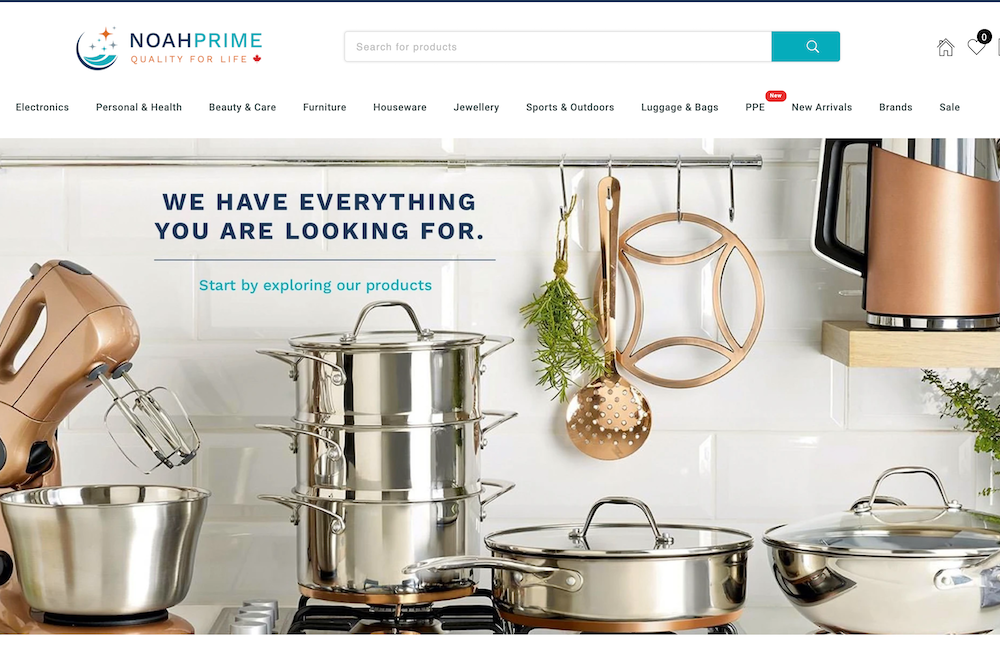 NOAHPRIME
QUALITY FOR LIFE
Search for products
0
Electronics Personal & Health Beauty & Care Furniture Houseware Jewellery Sports & Outdoors Luggage & Bags PPE New New Arrivals Brands Sale
WE HAVE EVERYTHING
YOU ARE LOOKING FOR.
Start by exploring our products